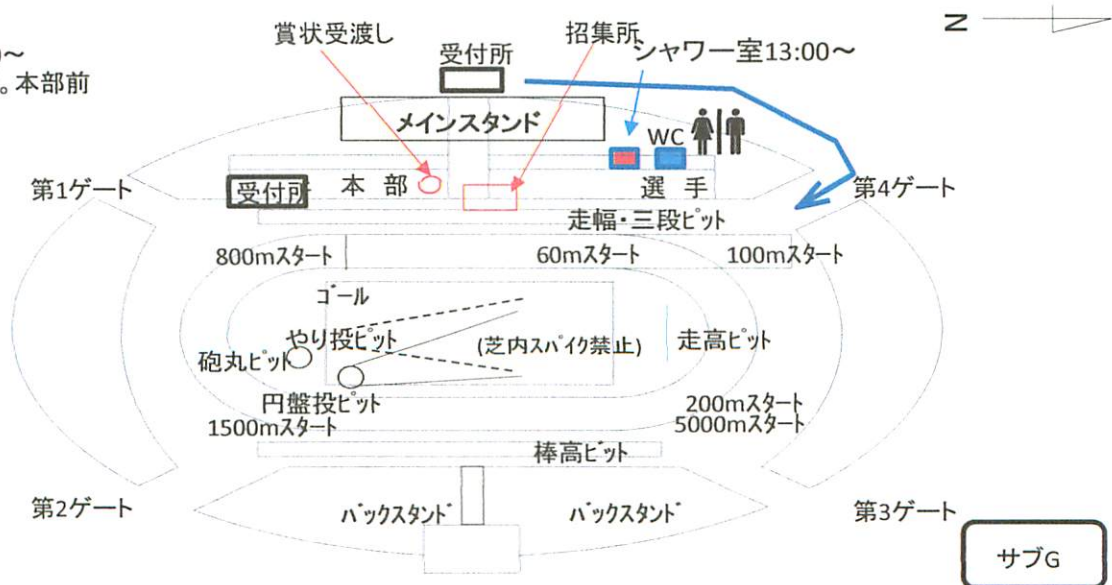 賞状受渡し
招集所
N
受付所
シャワー室13:00～
0～
。本部前
メインスタンド
WC
第1ゲート
受付所
本 部
選 手
第4ゲート
走幅・三段ピット
800mスタート
60mスタート
100mスタート
ゴール
やり投ピット
(芝内スパイク禁止)
走高ピット
砲丸ピット
円盤投ピット
200mスタート
1500mスタート
5000mスタート
棒高ピット
第2ゲート
バックスタンド
バックスタンド
第3ゲート
サブG